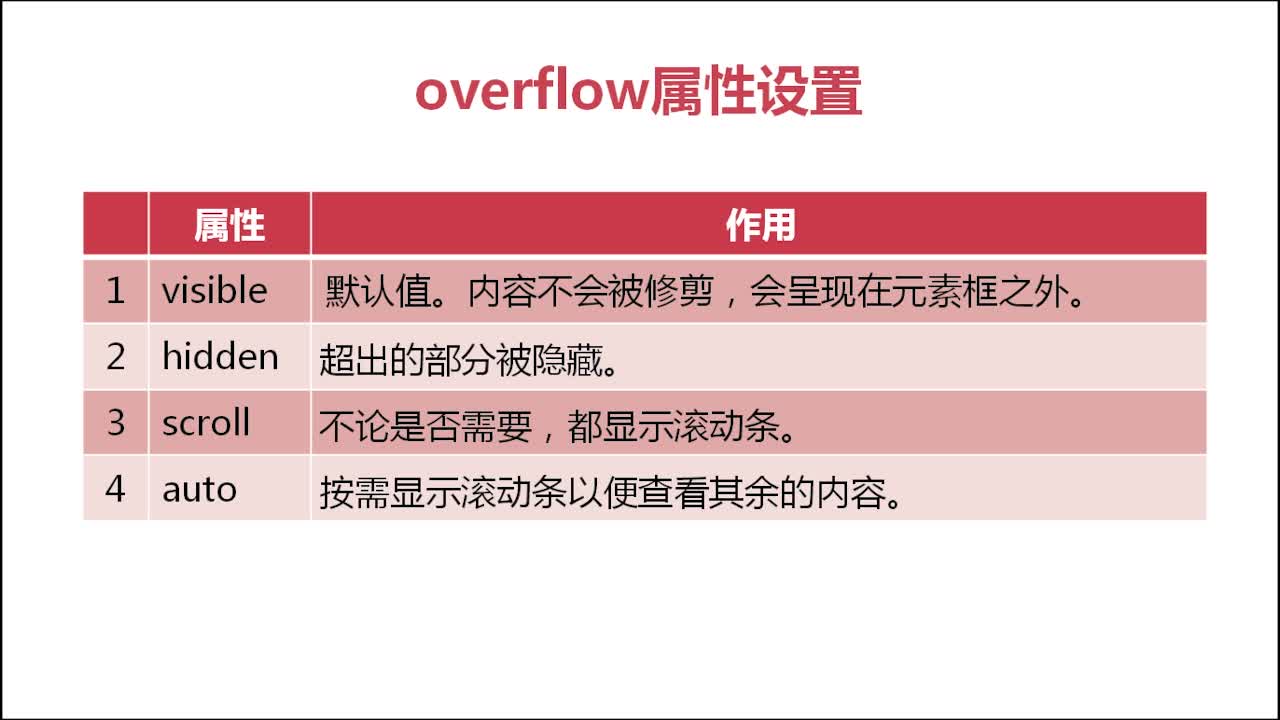 overflow属性设置
属性 作用
1 visible 默认值。内容不会被修剪，会呈现在元素框之外。
2 hidden 超出的部分被隐藏。
3 scroll 不论是否需要，都显示滚动条。
4 auto 按需显示滚动条以便查看其余的内容。